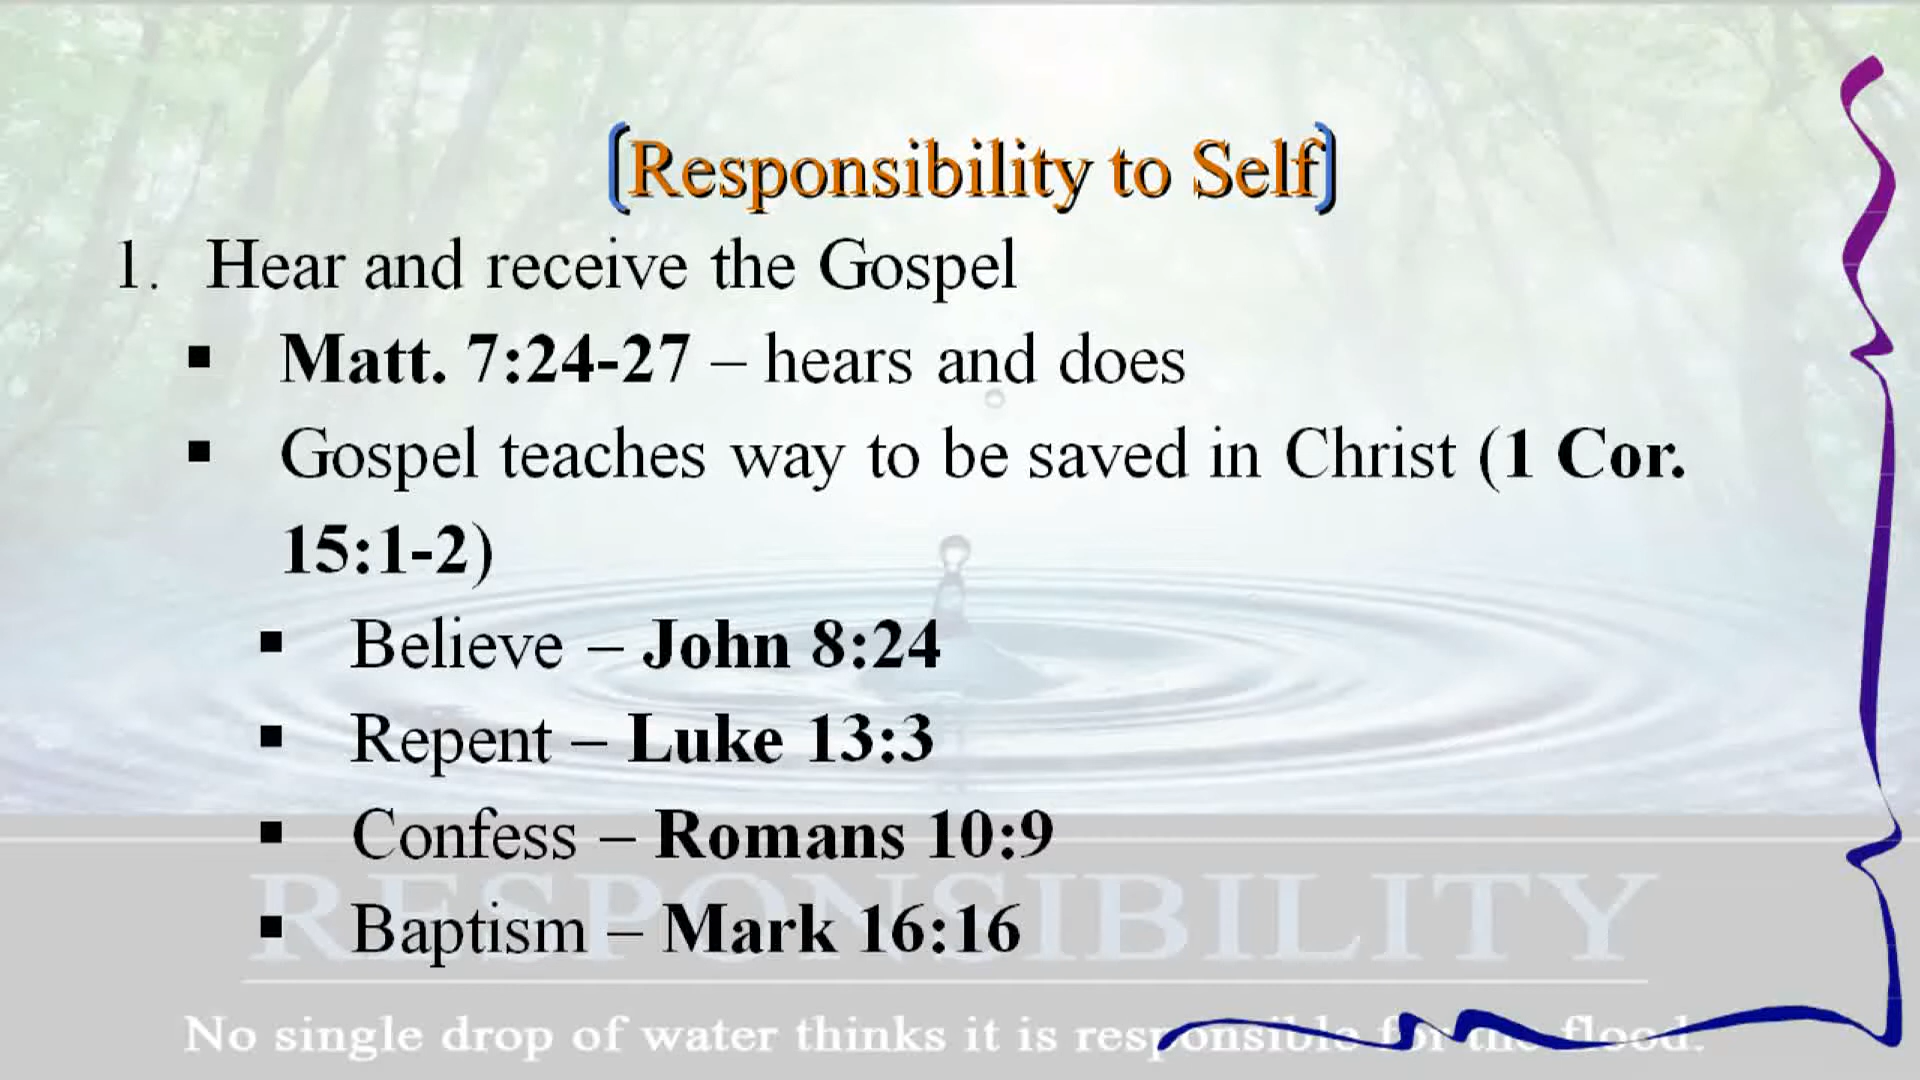 [Responsibility to Self]
1. Hear and receive the Gospel
▪ Matt. 7:24-27 – hears and does
▪ Gospel teaches way to be saved in Christ (1 Cor.
15:1-2)
▪ Believe – John 8:24
▪ Repent – Luke 13:3
▪ Confess – Romans 10:9
▪ Baptism – Mark 16:16
RESPONSIBILITY
No single drop of water thinks it is responsible for the flood.